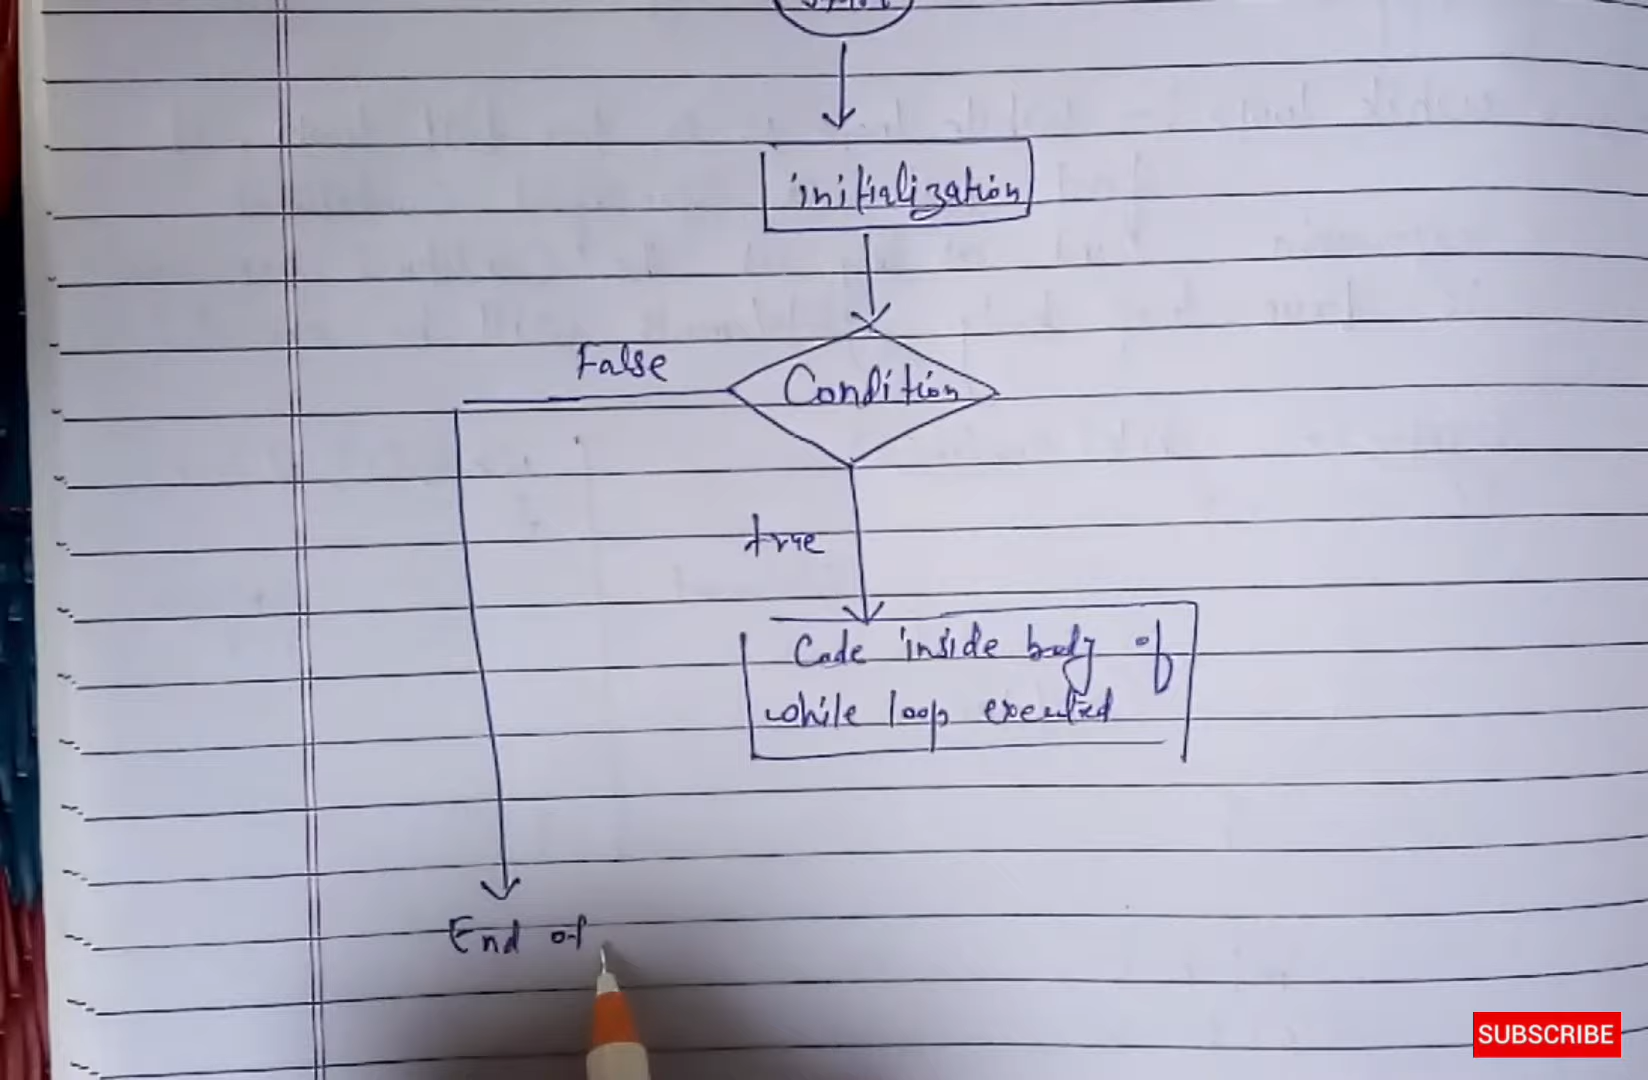 initialization
False
Condition
true
Code inside body of
while loop executed
End of
SUBSCRIBE